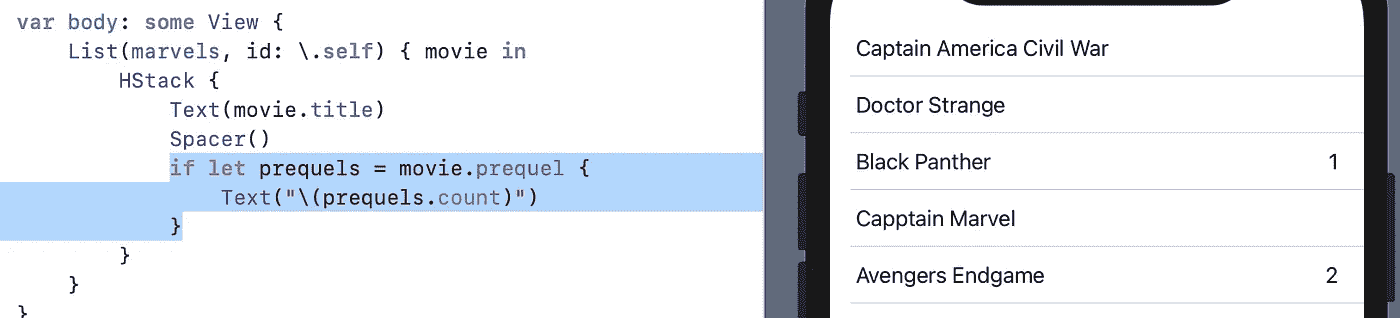 var body: some View {
    List(marvels, id: \.self) { movie in
        HStack {
            Text(movie.title)
            Spacer()
            if let prequels = movie.prequel {
                Text("\(prequels.count)")
            }
        }
    }
}
Captain America Civil War
Doctor Strange
Black Panther 1
Capptain Marvel
Avengers Endgame 2